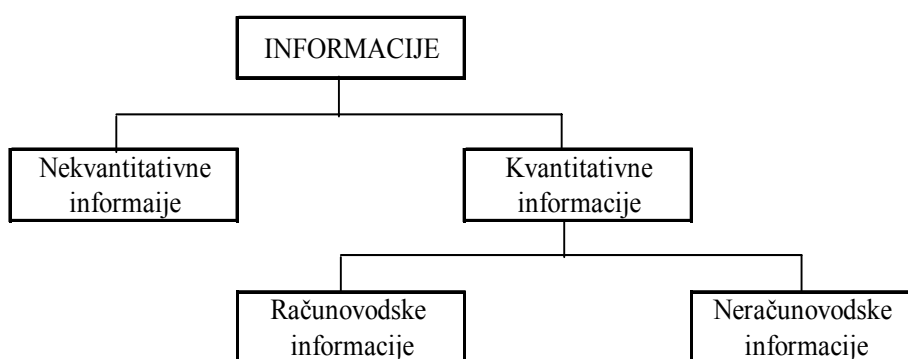 INFORMACIJE
Nekvantitativne
informaije
Kvantitativne
informacije
Računovodske
informacije
Neračunovodske
informacije